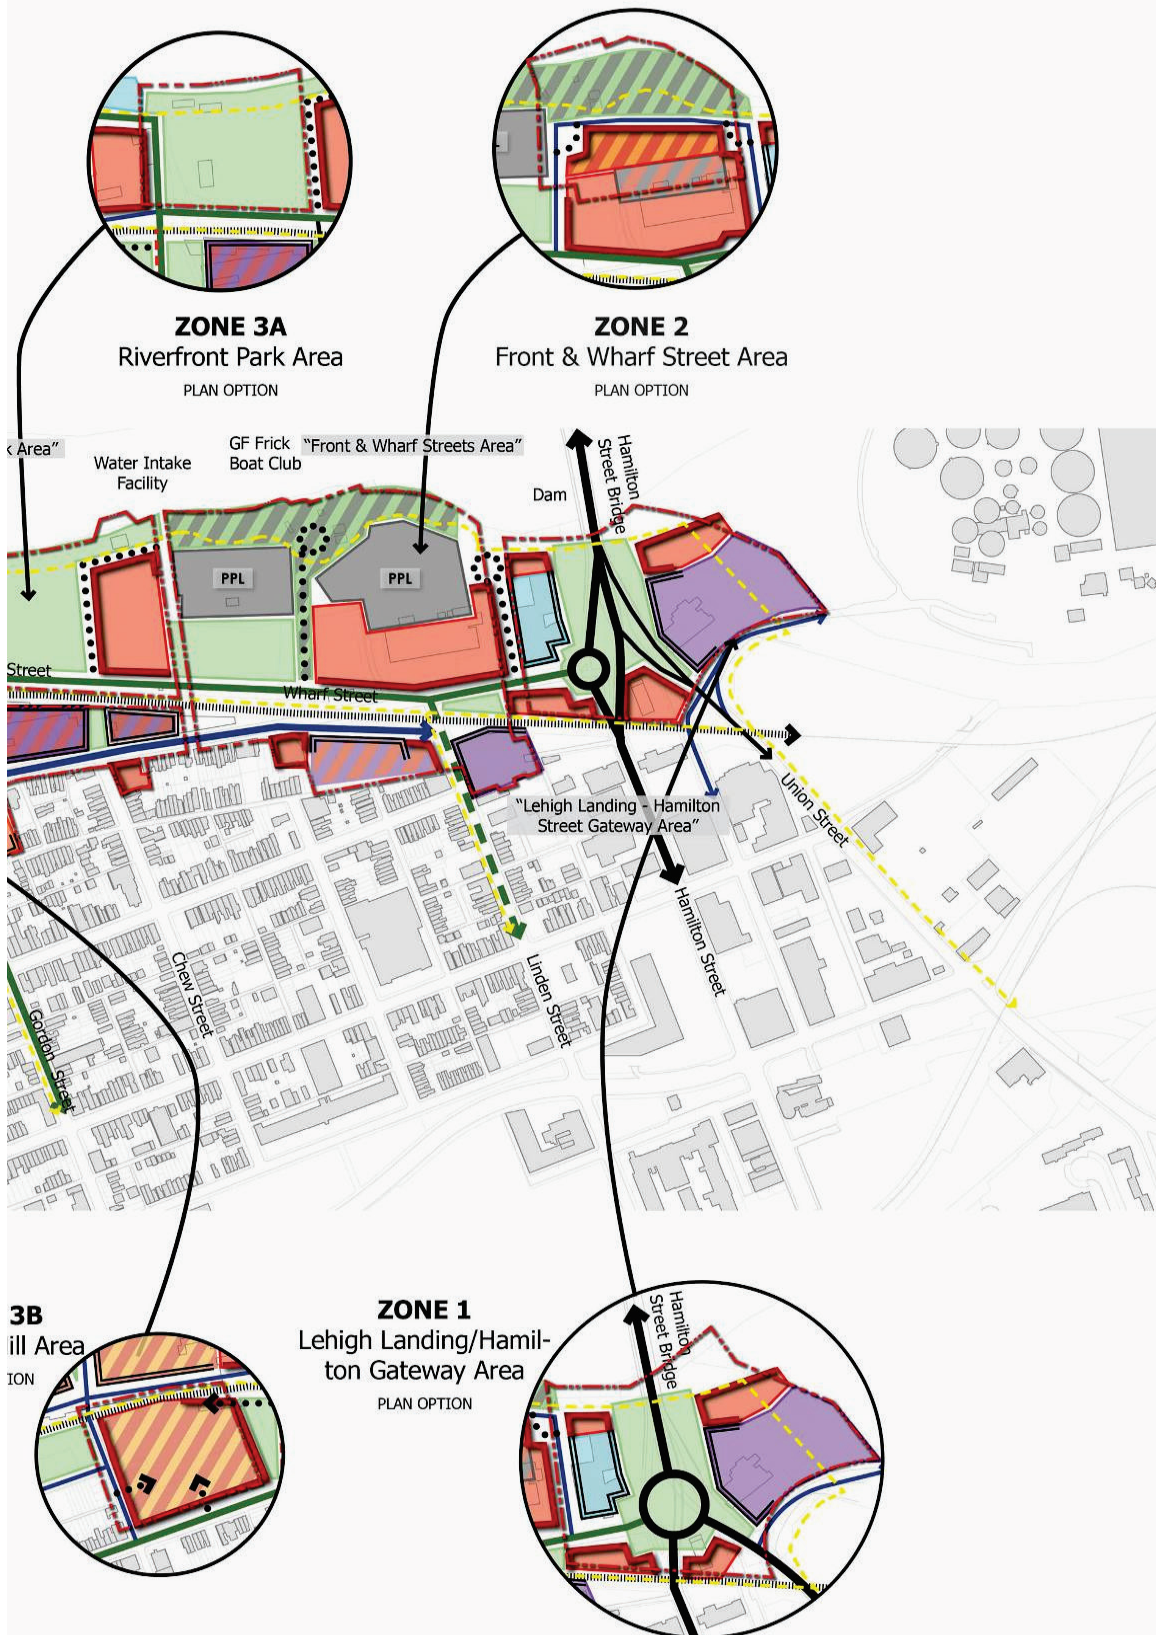 ZONE 3A
Riverfront Park Area
PLAN OPTION
ZONE 2
Front & Wharf Street Area
PLAN OPTION
k Area”
Water Intake
Facility
GF Frick
Boat Club
“Front & Wharf Streets Area”
Dam
Hamilton
Street Bridge
PPL
PPL
Street
Wharf Street
“Lehigh Landing - Hamilton
Street Gateway Area”
Union Street
Hamilton Street
Linden Street
Chew Street
Gordon Street
3B
ill Area
ION
ZONE 1
Lehigh Landing/Hamil-
ton Gateway Area
PLAN OPTION
Hamilton
Street Bridge